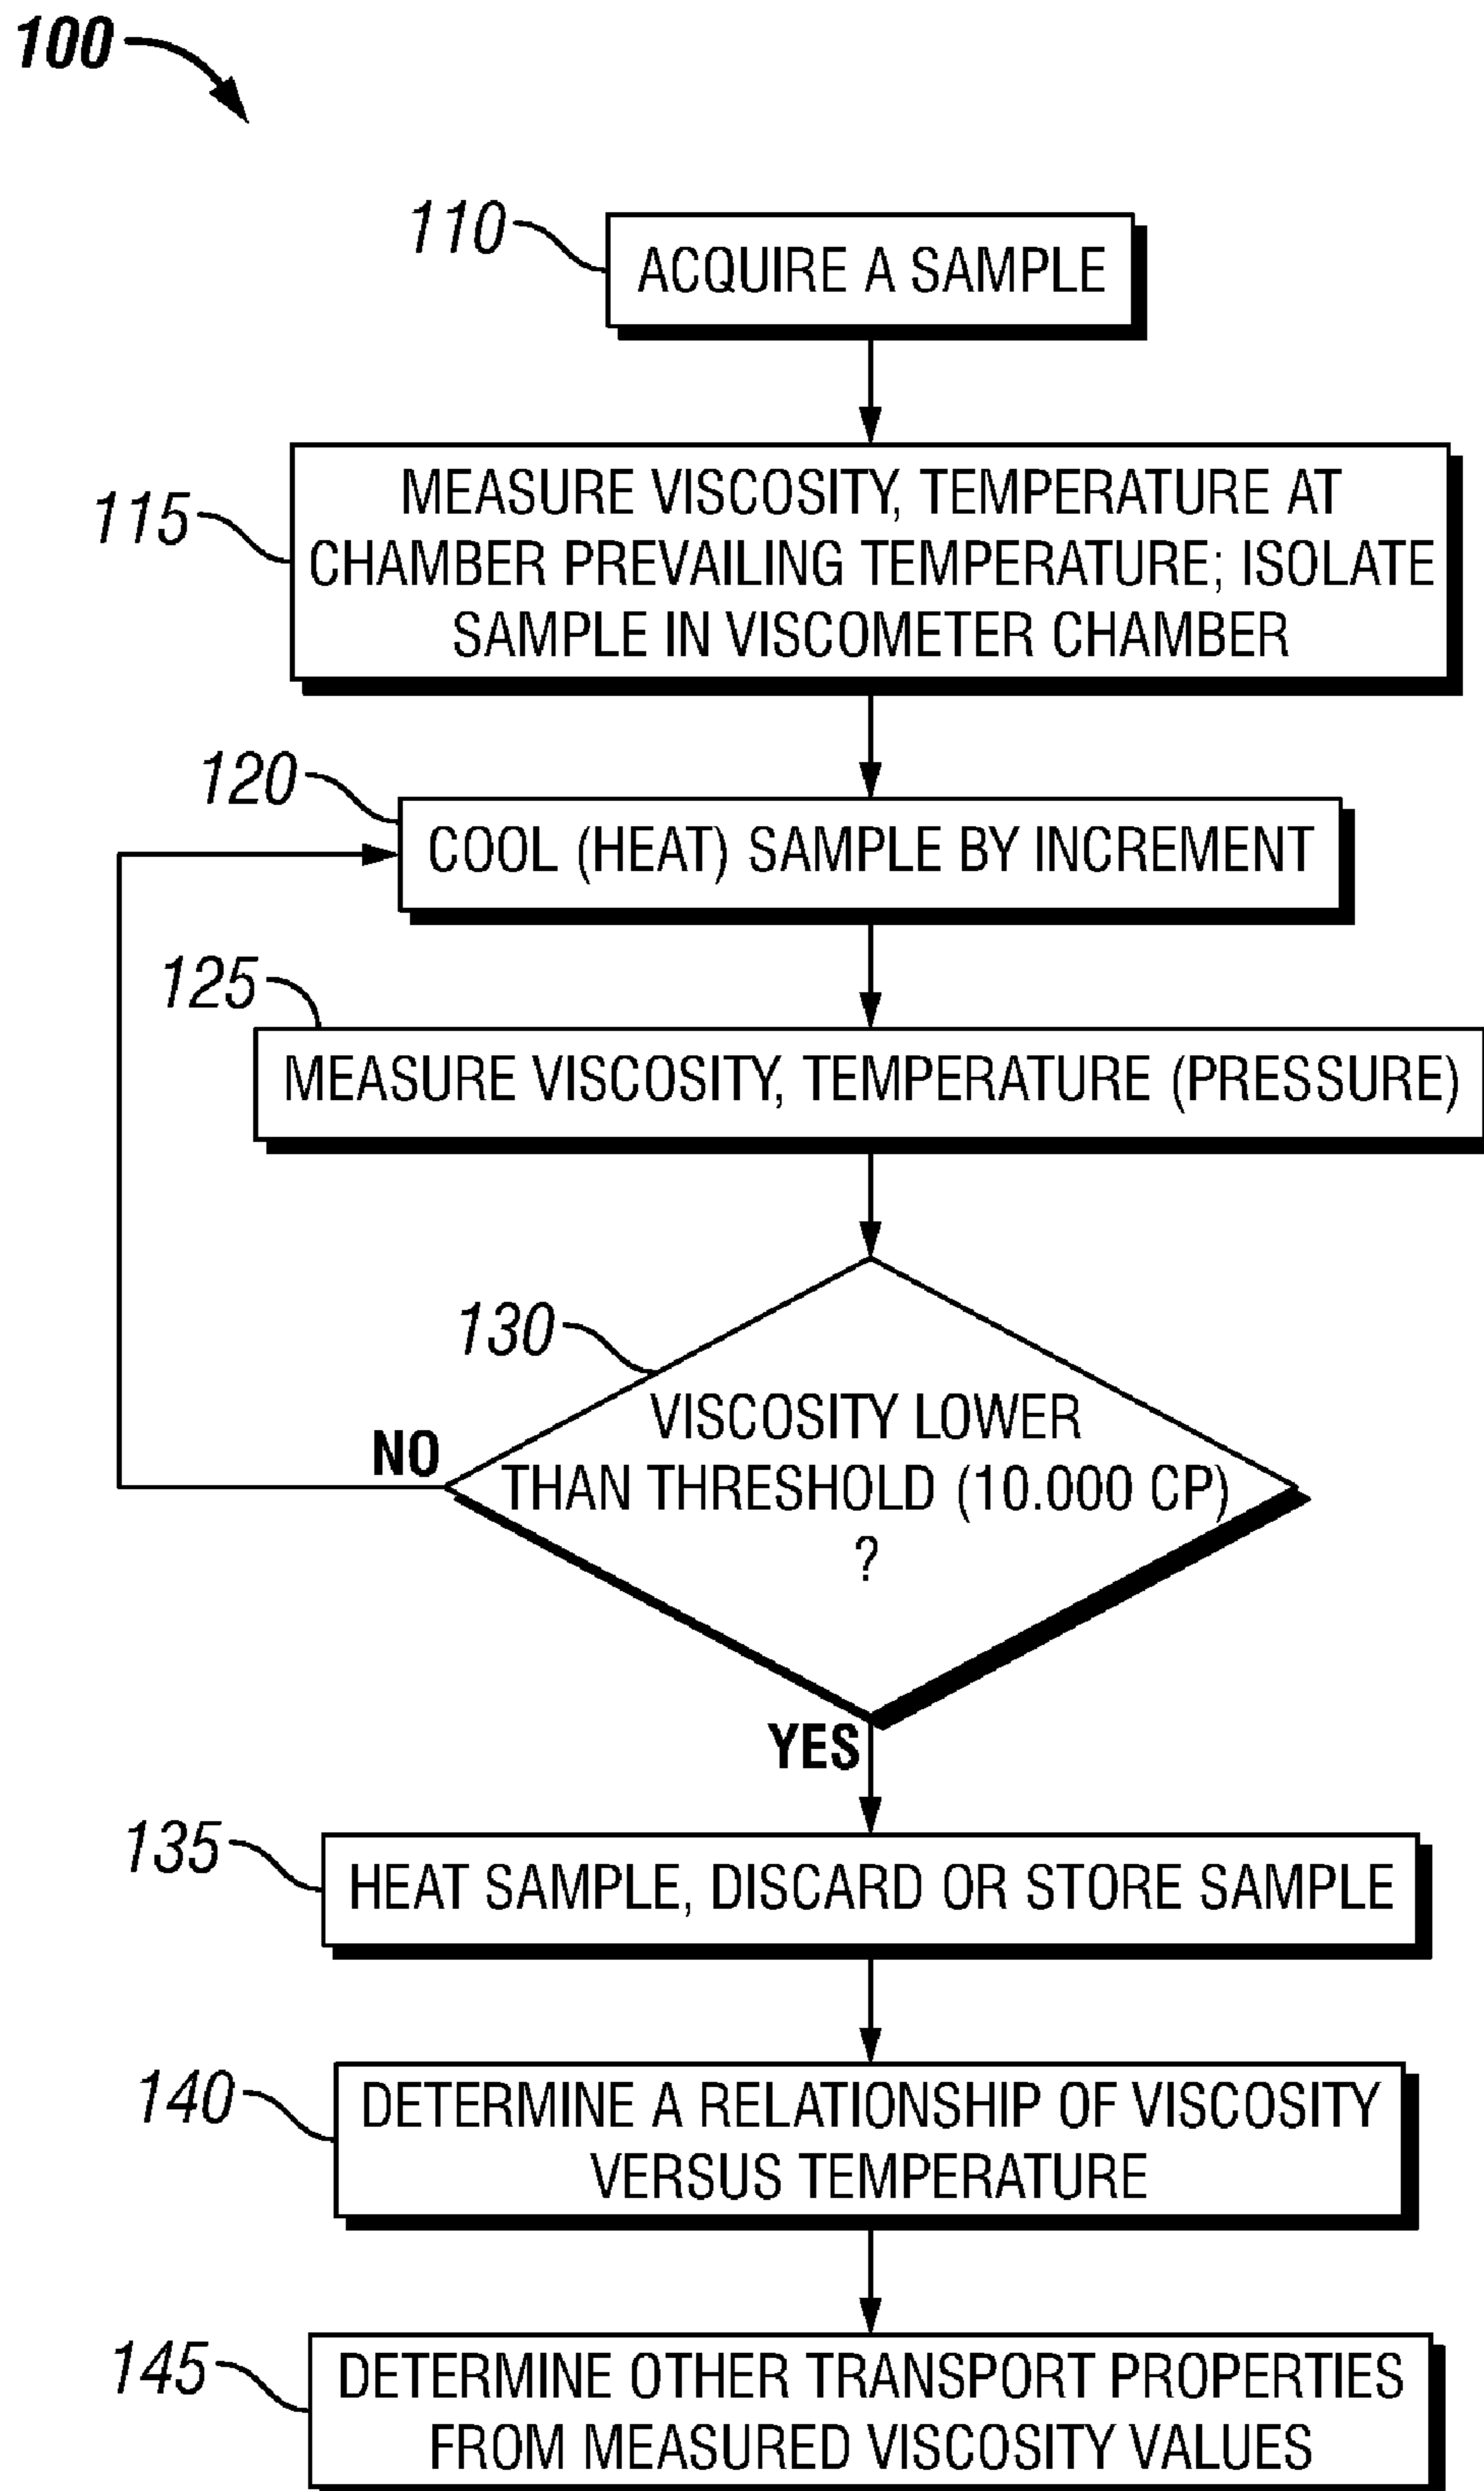 100
110
ACQUIRE A SAMPLE
115
MEASURE VISCOSITY, TEMPERATURE AT
CHAMBER PREVAILING TEMPERATURE; ISOLATE
SAMPLE IN VISCOMETER CHAMBER
120
COOL (HEAT) SAMPLE BY INCREMENT
125
MEASURE VISCOSITY, TEMPERATURE (PRESSURE)
130
VISCOSITY LOWER
THAN THRESHOLD (10.000 CP)
?
NO
YES
135
HEAT SAMPLE, DISCARD OR STORE SAMPLE
140
DETERMINE A RELATIONSHIP OF VISCOSITY
VERSUS TEMPERATURE
145
DETERMINE OTHER TRANSPORT PROPERTIES
FROM MEASURED VISCOSITY VALUES